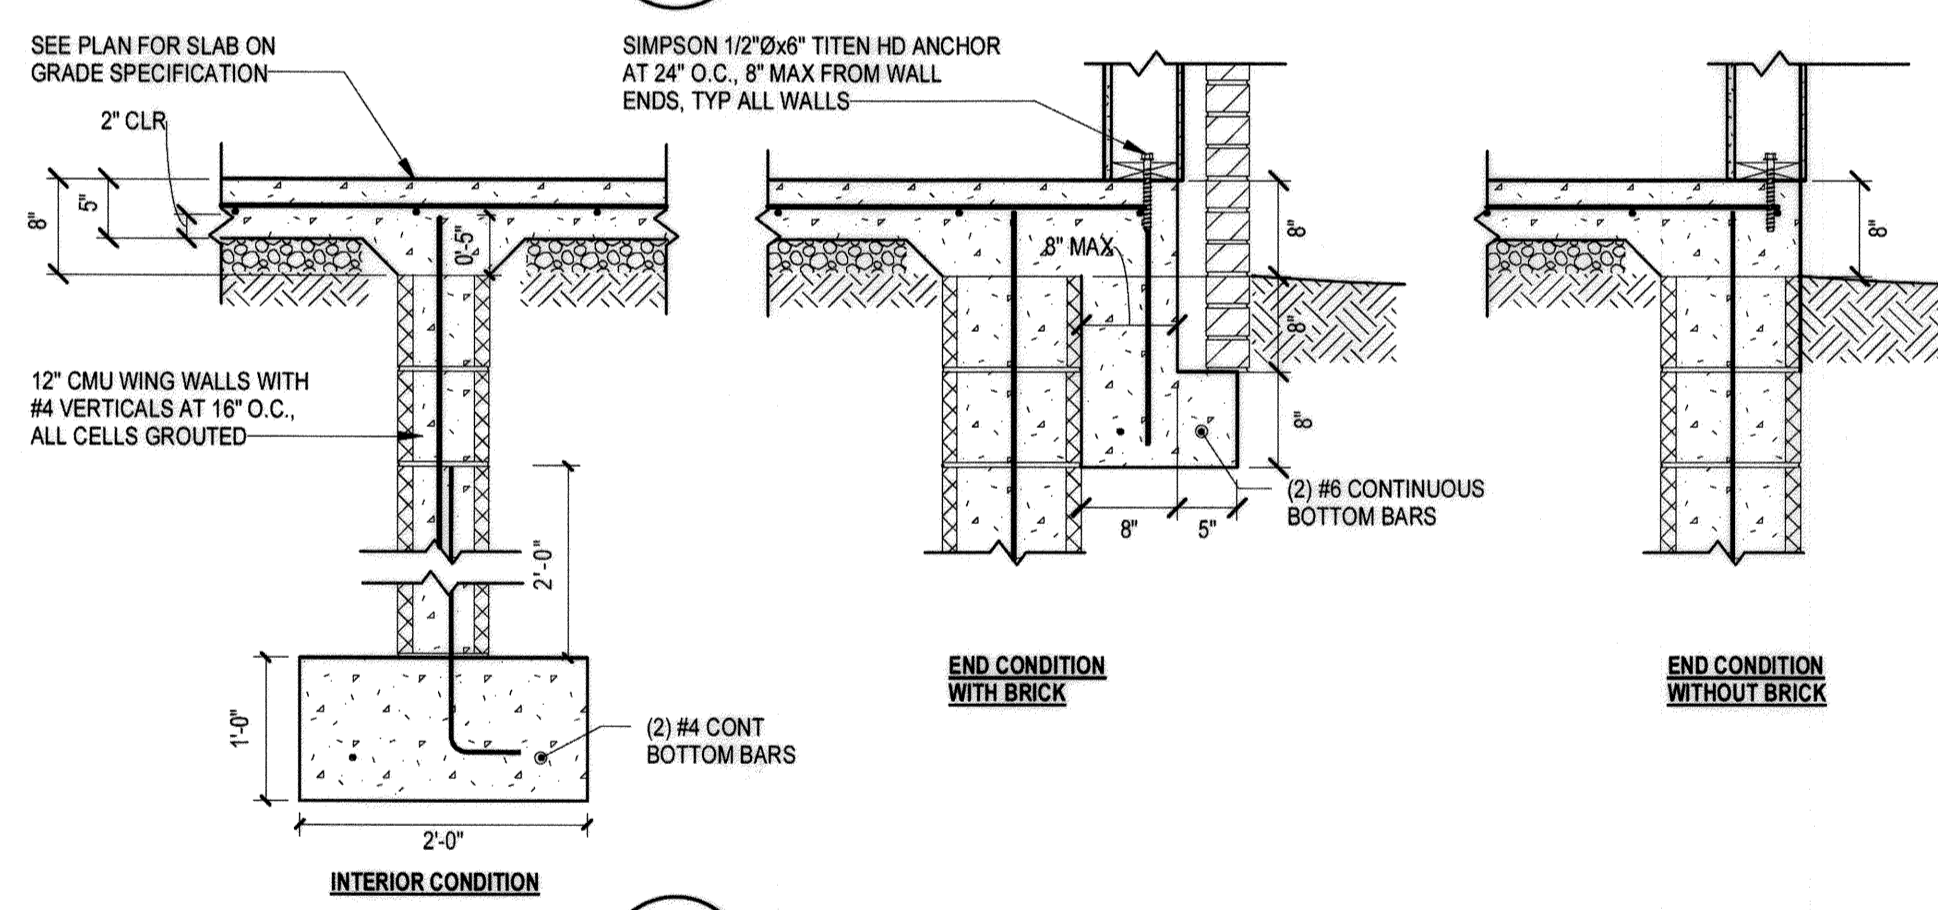 SEE PLAN FOR SLAB ON
GRADE SPECIFICATION
2" CLR
8"
5"
0'-5"
12" CMU WING WALLS WITH
#4 VERTICALS AT 16" O.C.,
ALL CELLS GROUTED
2'-0"
1'-0"
(2) #4 CONT
BOTTOM BARS
2'-0"
INTERIOR CONDITION
SIMPSON 1/2"Øx6" TITEN HD ANCHOR
AT 24" O.C., 8" MAX FROM WALL
ENDS, TYP ALL WALLS
8" MAX
8"
8"
8"
8"
5"
(2) #6 CONTINUOUS
BOTTOM BARS
END CONDITION
WITH BRICK
8"
END CONDITION
WITHOUT BRICK